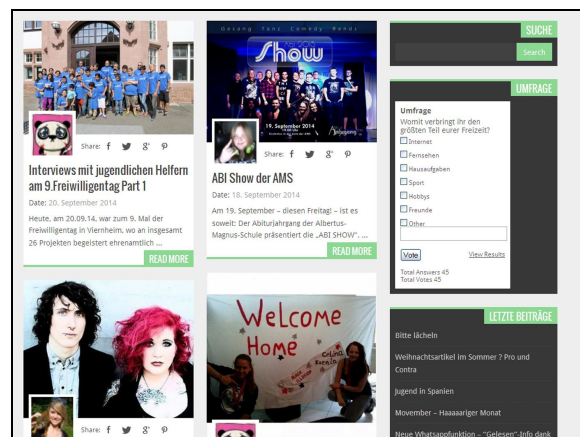 Gesang Tanz Comedy Bands
ABI 2015
Show
19. September 2014
Share:
Interviews mit jugendlichen Helfern
am 9.Freiwilligentag Part 1
Date: 20. September 2014
Heute, am 20.09.14, war zum 9. Mal der
Freiwilligentag in Viernheim, wo an insgesamt
26 Projekten begeistert ehrenamtlich ...
READ MORE
Share:
ABI Show der AMS
Date: 18. September 2014
Am 19. September – diesen Freitag! – ist es
soweit: Der Abiturjahrgang der Albertus-
Magnus-Schule präsentiert die „ABI SHOW“. ...
READ MORE
Share:
WeLcome
Home
Share:
SUCHE
Search
UMFRAGE
Umfrage
Womit verbringt ihr den
größten Teil eurer Freizeit?
Internet
Fernsehen
Hausaufgaben
Sport
Hobbys
Freunde
Other
Vote
View Results
Total Answers 45
Total Votes 45
LETZTE BEITRÄGE
Bitte lächeln
Weihnachtsartikel im Sommer ? Pro und
Contra
Jugend in Spanien
Movember – Haaaaariger Monat
Neue Whatsappfunktion – "Gelesen"-Info dank